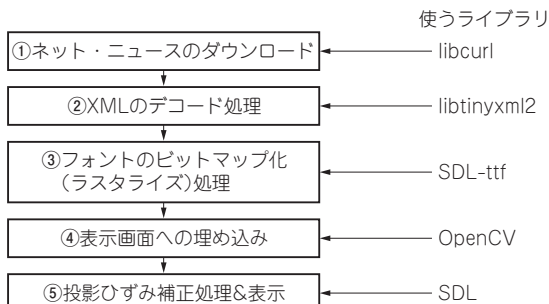 使うライブラリ
①ネット・ニュースのダウンロード
libcurl
②XMLのデコード処理
libtinyxml2
③フォントのビットマップ化
(ラスタライズ)処理
SDL-ttf
④表示画面への埋め込み
OpenCV
⑤投影ひずみ補正処理&表示
SDL